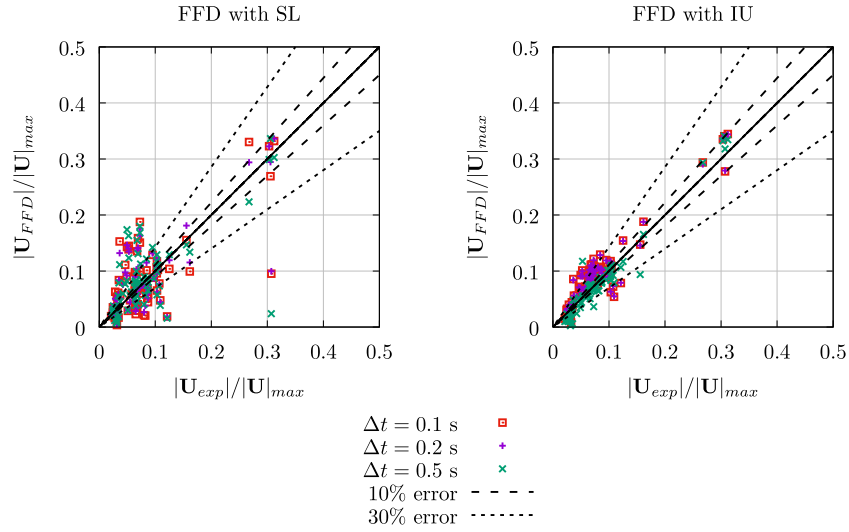 FFD with SL
0.5
0.4
0.3
0.2
0.1
0
|U_FFD|/|U|_max
0 0.1 0.2 0.3 0.4 0.5
|U_exp|/|U|_max
FFD with IU
0.5
0.4
0.3
0.2
0.1
0
|U_FFD|/|U|_max
0 0.1 0.2 0.3 0.4 0.5
|U_exp|/|U|_max
Δt = 0.1 s
Δt = 0.2 s
Δt = 0.5 s
10% error
30% error